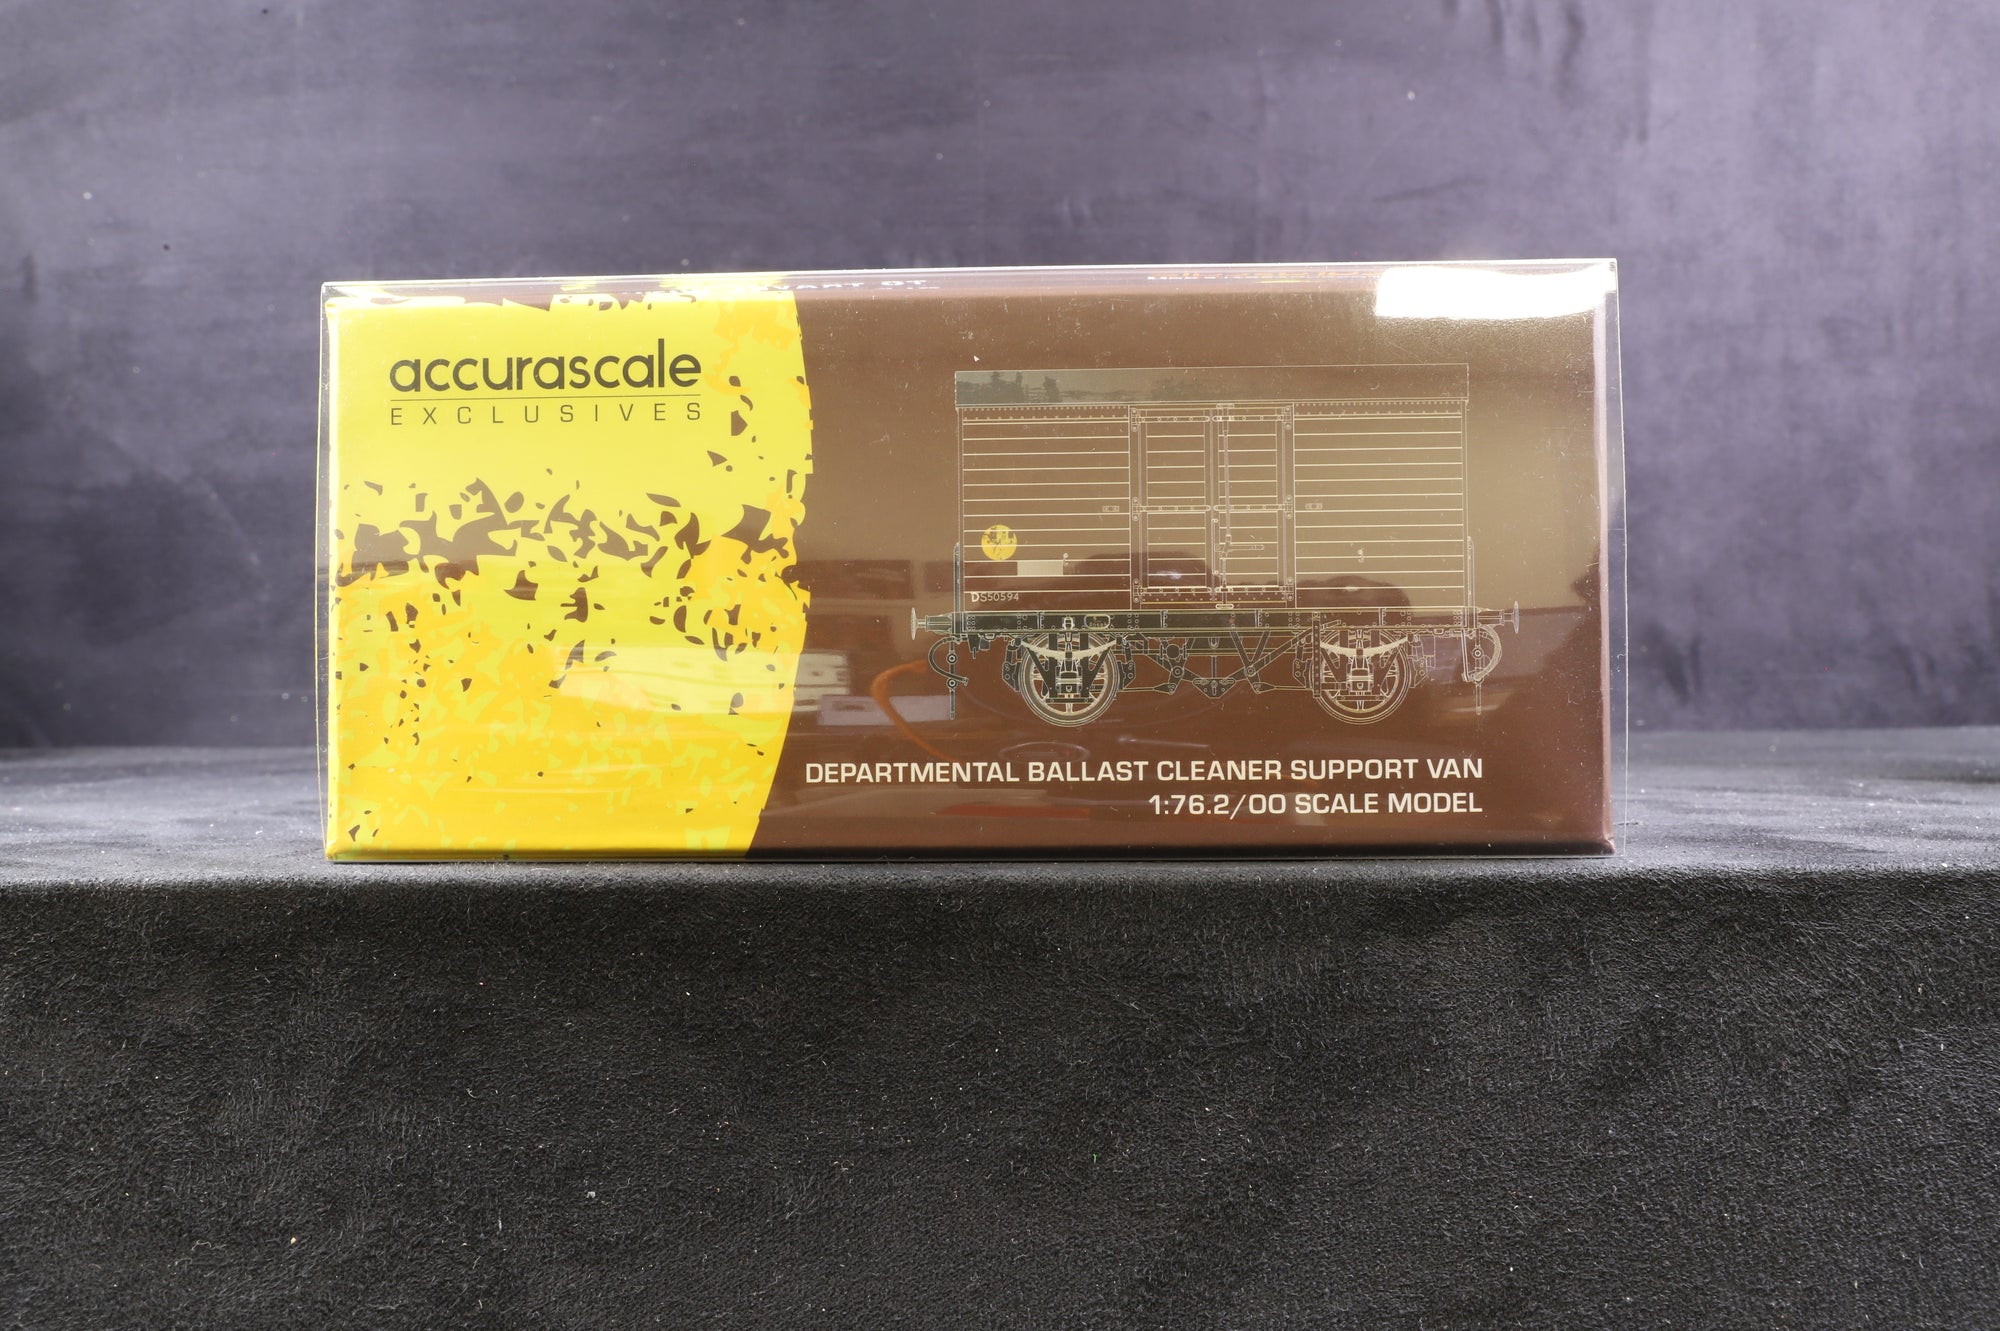 accurascale
EXCLUSIVES
DS50594
DEPARTMENTAL BALLAST CLEANER SUPPORT VAN
1:76.2/00 SCALE MODEL